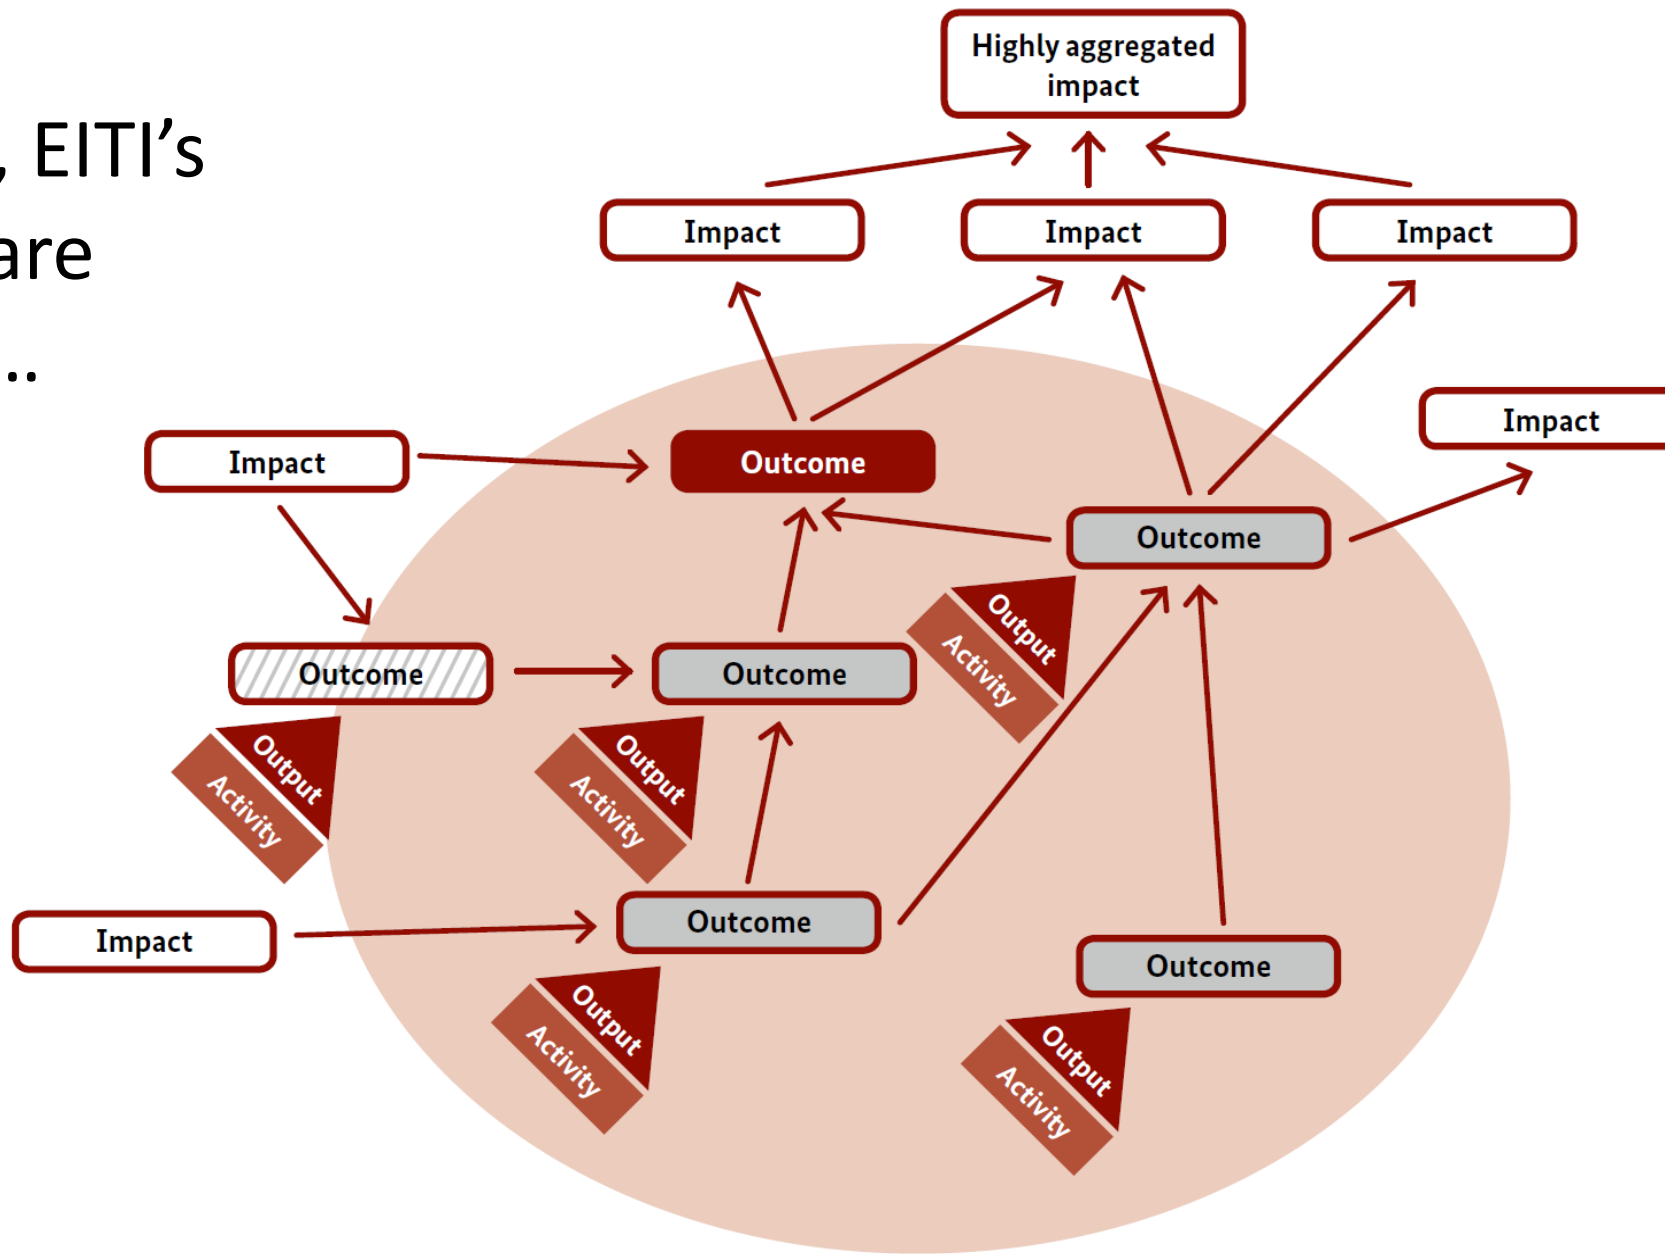 Highly aggregated
impact
, EITI’s
are
..
Impact
Impact
Impact
Impact
Impact
Outcome
Outcome
Outcome
Outcome
Output
Activity
Output
Activity
Output
Activity
Impact
Outcome
Outcome
Output
Activity
Output
Activity